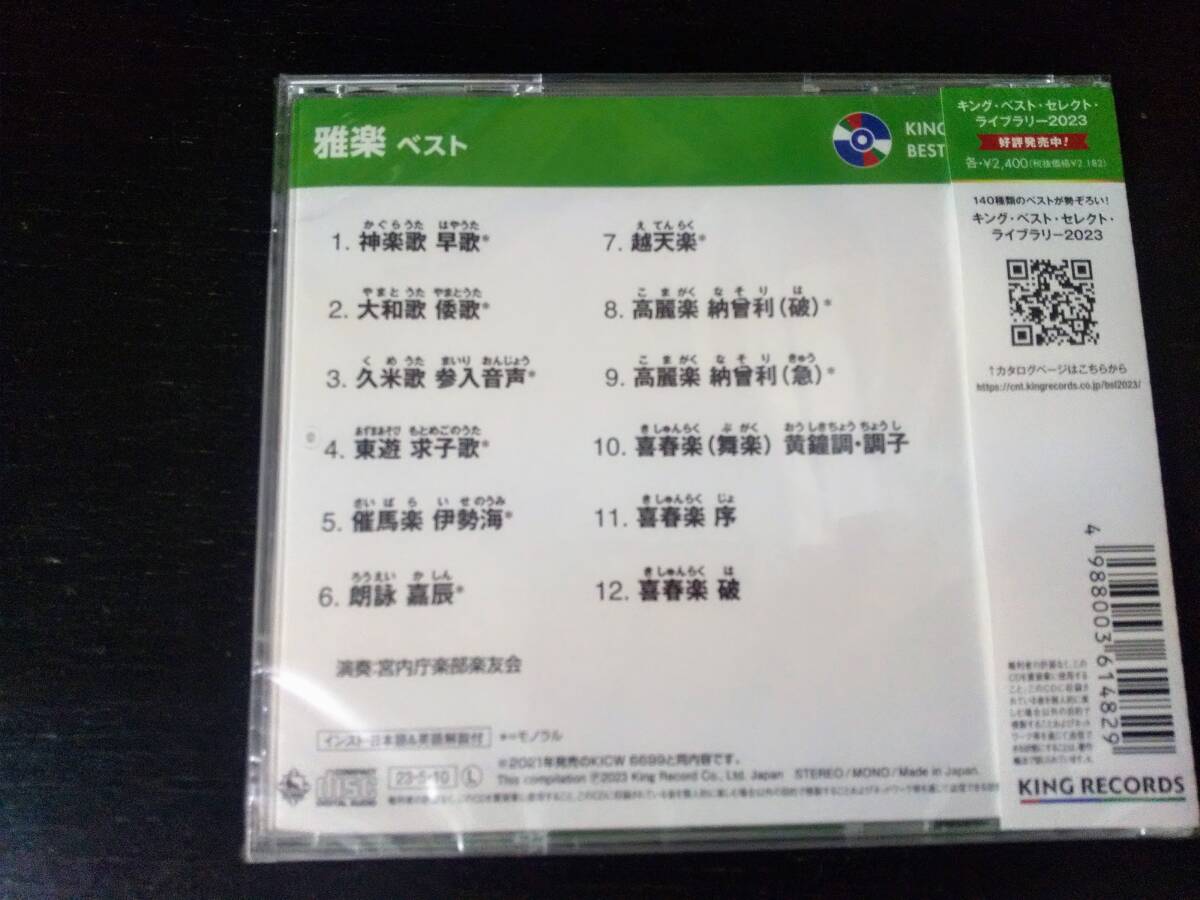 雅楽 ベスト
KING
BEST
かぐらうた はやうた
1. 神楽歌 早歌*
やまとうた やまとうた
2. 大和歌 倭歌*
くめうた まいり おんじょう
3. 久米歌 参入音声*
あずまあそび もとめごのうた
4. 東遊 求子歌*
さいばら いせのうみ
5. 催馬楽 伊勢海*
ろうえい かしん
6. 朗詠 嘉辰*
えてんらく
7. 越天楽*
こまがく なそり は
8. 高麗楽 納曾利(破)*
こまがく なそり きゅう
9. 高麗楽 納曾利(急)*
きしゅんらく ぶがく おうしきちょう ちょうし
10. 喜春楽(舞楽) 黄鐘調・調子
きしゅんらく じょ
11. 喜春楽 序
きしゅんらく は
12. 喜春楽 破
演奏:宮内庁楽部楽友会
インスト・日本語&英語解説付 *=モノラル
※2021年発売のKICW 6699と同内容です。
This compilation ℗2023 King Record Co., Ltd. Japan STEREO/MONO/Made in Japan.
DIGITAL AUDIO
23・5・10 Ⓛ
キング・ベスト・セレクト・
ライブラリー2023
好評発売中!
各・¥2,400(税抜価格¥2,182)
140種類のベストが勢ぞろい!
キング・ベスト・セレクト・
ライブラリー2023
↑カタログページはこちらから
https://cnt.kingrecords.co.jp/bsl2023/
4 988003 614829
KING RECORDS